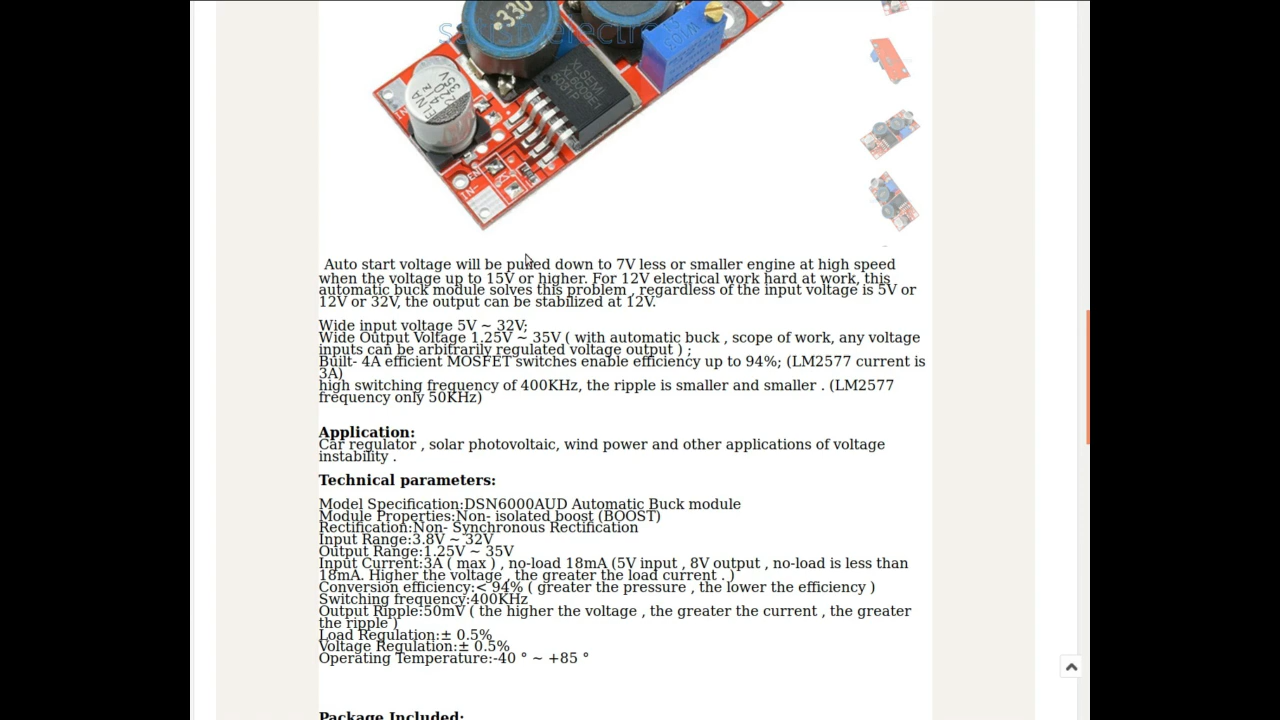 .330
XLSEMI
XL6009E1
IN-
EN
Auto start voltage will be pulled down to 7V less or smaller engine at high speed
when the voltage up to 15V or higher. For 12V electrical work hard at work, this
automatic buck module solves this problem , regardless of the input voltage is 5V or
12V or 32V, the output can be stabilized at 12V.
Wide input voltage 5V ~ 32V;
Wide Output Voltage 1.25V ~ 35V ( with automatic buck , scope of work, any voltage
inputs can be arbitrarily regulated voltage output ) ;
Built- 4A efficient MOSFET switches enable efficiency up to 94%; (LM2577 current is
3A)
high switching frequency of 400KHz, the ripple is smaller and smaller . (LM2577
frequency only 50KHz)
Application:
Car regulator , solar photovoltaic, wind power and other applications of voltage
instability .
Technical parameters:
Model Specification:DSN6000AUD Automatic Buck module
Module Properties:Non- isolated boost (BOOST)
Rectification:Non- Synchronous Rectification
Input Range:3.8V ~ 32V
Output Range:1.25V ~ 35V
Input Current:3A ( max ) , no-load 18mA (5V input , 8V output , no-load is less than
18mA. Higher the voltage , the greater the load current . )
Conversion efficiency:< 94% ( greater the pressure , the lower the efficiency )
Switching frequency:400KHz
Output Ripple:50mV ( the higher the voltage , the greater the current , the greater
the ripple )
Load Regulation:± 0.5%
Voltage Regulation:± 0.5%
Operating Temperature:-40 ° ~ +85 °
Package Included: